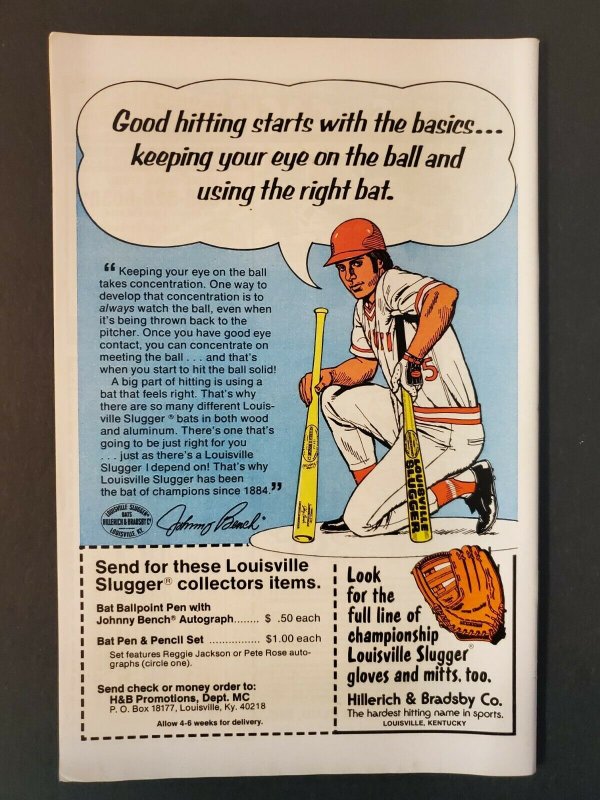 Good hitting starts with the basics...
keeping your eye on the ball and
using the right bat.
“Keeping your eye on the ball
takes concentration. One way to
develop that concentration is to
always watch the ball, even when
it's being thrown back to the
pitcher. Once you have good eye
contact, you can concentrate on
meeting the ball . . . and that's
when you start to hit the ball solid!
A big part of hitting is using a
bat that feels right. That's why
there are so many different Louis-
ville Slugger® bats in both wood
and aluminum. There's one that's
going to be just right for you
. . . just as there's a Louisville
Slugger I depend on! That's why
Louisville Slugger has been
the bat of champions since 1884.”
LOUISVILLE SLUGGER
BATS
HILLERICH & BRADSBY Co
LOUISVILLE, KY.
Johnny Bench
5
LOUISVILLE
SLUGGER
Send for these Louisville
Slugger® collectors items.
Bat Ballpoint Pen with
Johnny Bench® Autograph........ $ .50 each
Bat Pen & Pencil Set ................ $1.00 each
Set features Reggie Jackson or Pete Rose auto-
graphs (circle one).
Send check or money order to:
H&B Promotions, Dept. MC
P. O. Box 18177, Louisville, Ky. 40218
Allow 4-6 weeks for delivery.
Look
for the
full line of
championship
Louisville Slugger®
gloves and mitts, too.
Hillerich & Bradsby Co.
The hardest hitting name in sports.
LOUISVILLE, KENTUCKY